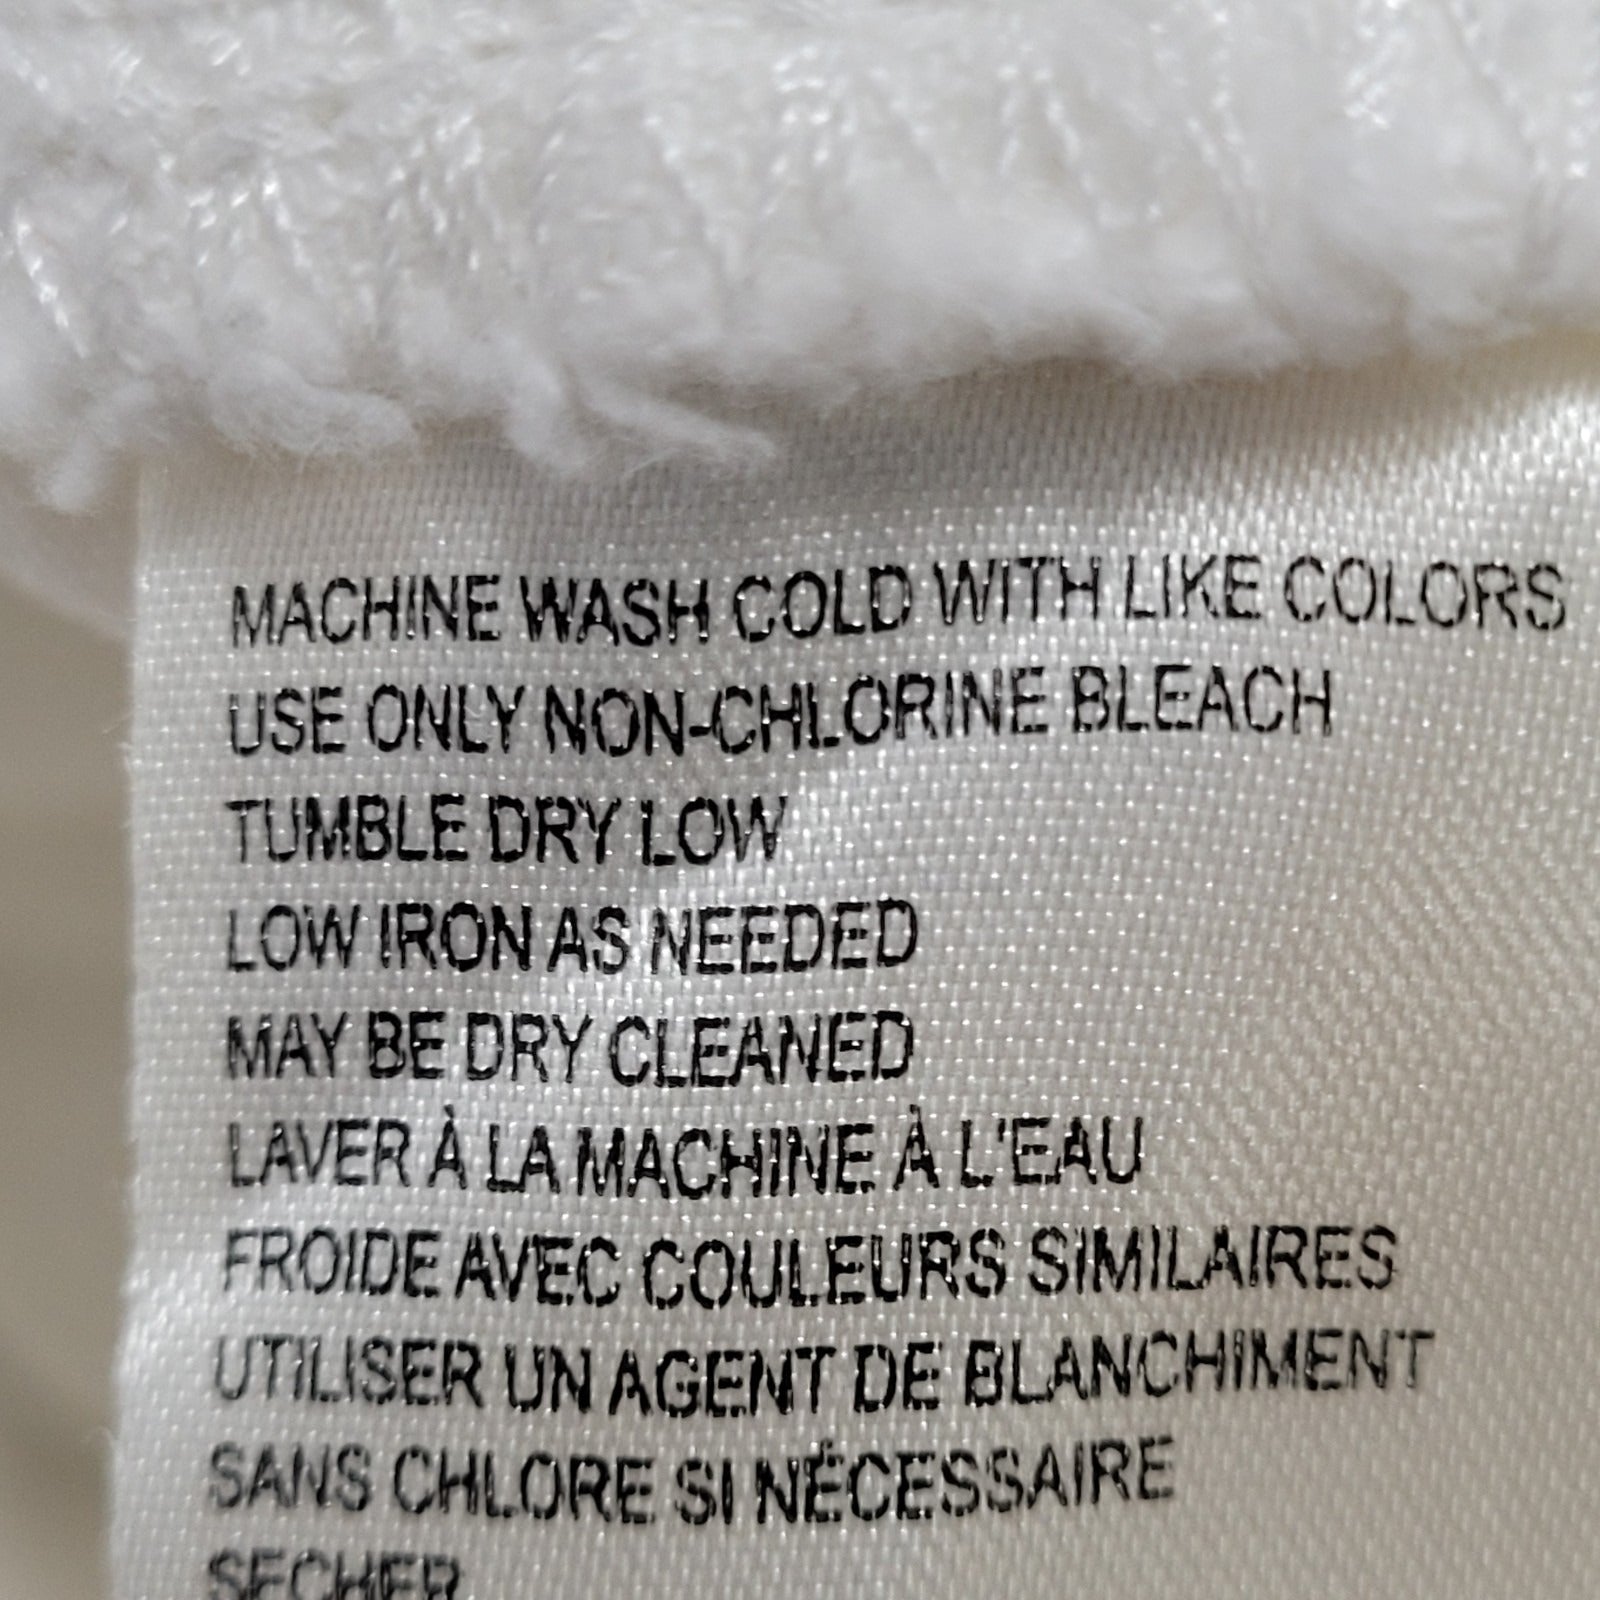 MACHINE WASH COLD WITH LIKE COLORS
USE ONLY NON-CHLORINE BLEACH
TUMBLE DRY LOW
LOW IRON AS NEEDED
MAY BE DRY CLEANED
LAVER À LA MACHINE À L'EAU
FROIDE AVEC COULEURS SIMILAIRES
UTILISER UN AGENT DE BLANCHIMENT
SANS CHLORE SI NÉCESSAIRE
SECHER